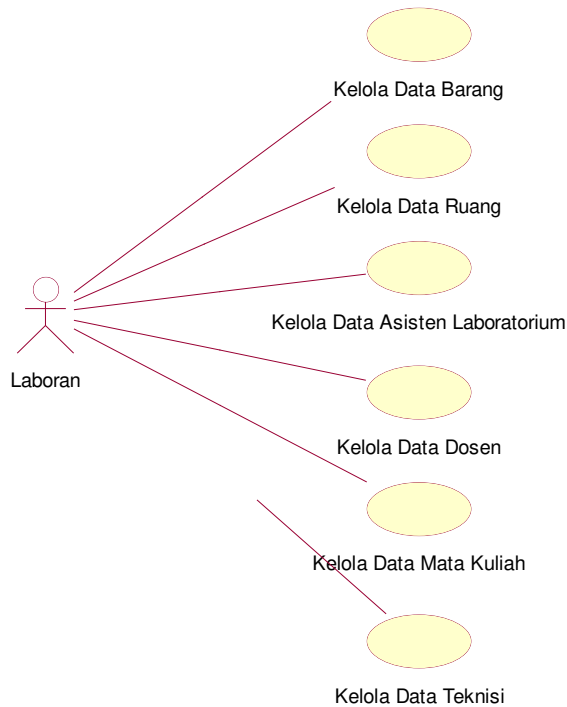 Kelola Data Barang
Kelola Data Ruang
Kelola Data Asisten Laboratorium
Laboran
Kelola Data Dosen
Kelola Data Mata Kuliah
Kelola Data Teknisi